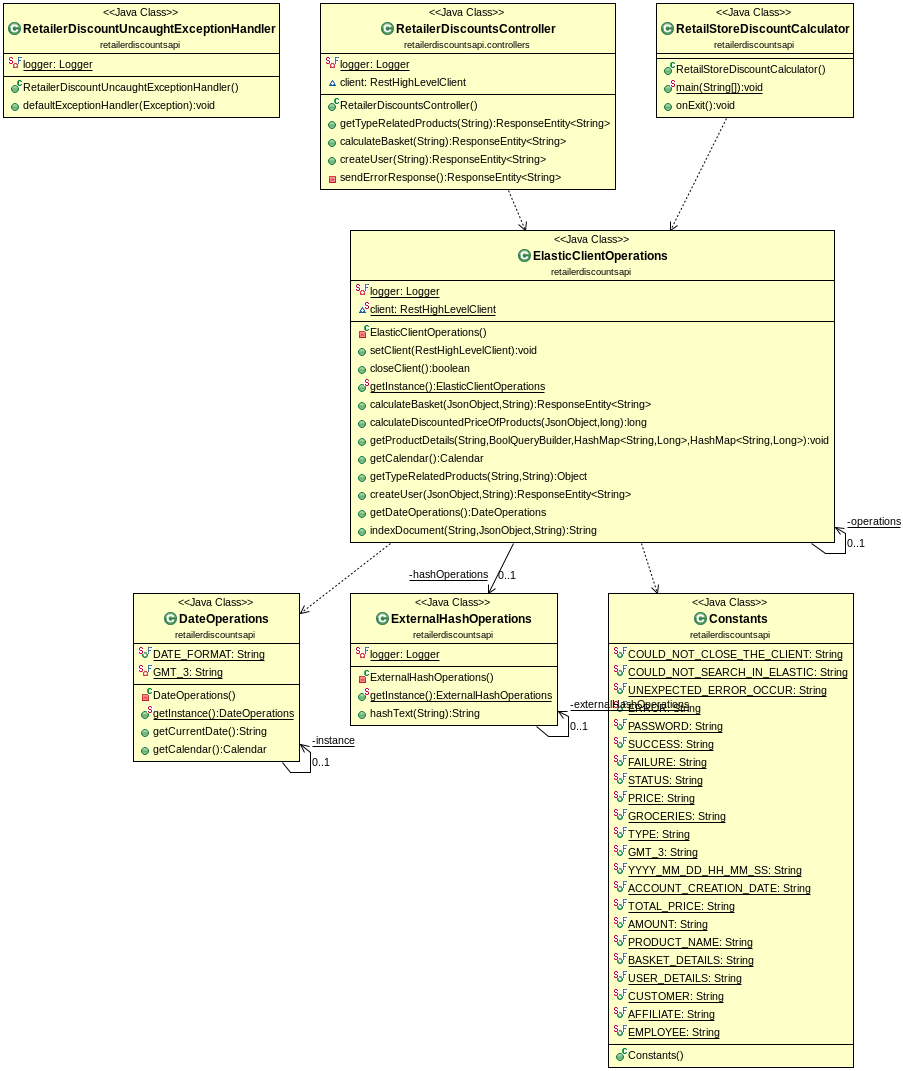 <<Java Class>>
RetailerDiscountUncaughtExceptionHandler
retailerdiscountsapi
logger: Logger
RetailerDiscountUncaughtExceptionHandler()
defaultExceptionHandler(Exception):void
<<Java Class>>
RetailerDiscountsController
retailerdiscountsapi.controllers
logger: Logger
client: RestHighLevelClient
RetailerDiscountsController()
getTypeRelatedProducts(String):ResponseEntity<String>
calculateBasket(String):ResponseEntity<String>
createUser(String):ResponseEntity<String>
sendErrorResponse():ResponseEntity<String>
<<Java Class>>
RetailStoreDiscountCalculator
retailerdiscountsapi
RetailStoreDiscountCalculator()
main(String[]):void
onExit():void
<<Java Class>>
ElasticClientOperations
retailerdiscountsapi
logger: Logger
client: RestHighLevelClient
ElasticClientOperations()
setClient(RestHighLevelClient):void
closeClient():boolean
getInstance():ElasticClientOperations
calculateBasket(JsonObject,String):ResponseEntity<String>
calculateDiscountedPriceOfProducts(JsonObject,long):long
getProductDetails(String,BoolQueryBuilder,HashMap<String,Long>,HashMap<String,Long>):void
getCalendar():Calendar
getTypeRelatedProducts(String,String):Object
createUser(JsonObject,String):ResponseEntity<String>
getDateOperations():DateOperations
indexDocument(String,JsonObject,String):String
-operations
0..1
-hashOperations
0..1
<<Java Class>>
DateOperations
retailerdiscountsapi
DATE_FORMAT: String
GMT_3: String
DateOperations()
getInstance():DateOperations
getCurrentDate():String
getCalendar():Calendar
-instance
0..1
<<Java Class>>
ExternalHashOperations
retailerdiscountsapi
logger: Logger
ExternalHashOperations()
getInstance():ExternalHashOperations
hashText(String):String
-externalHashOperations
0..1
<<Java Class>>
Constants
retailerdiscountsapi
COULD_NOT_CLOSE_THE_CLIENT: String
COULD_NOT_SEARCH_IN_ELASTIC: String
UNEXPECTED_ERROR_OCCUR: String
ERROR: String
PASSWORD: String
SUCCESS: String
FAILURE: String
STATUS: String
PRICE: String
GROCERIES: String
TYPE: String
GMT_3: String
YYYY_MM_DD_HH_MM_SS: String
ACCOUNT_CREATION_DATE: String
TOTAL_PRICE: String
AMOUNT: String
PRODUCT_NAME: String
BASKET_DETAILS: String
USER_DETAILS: String
CUSTOMER: String
AFFILIATE: String
EMPLOYEE: String
Constants()